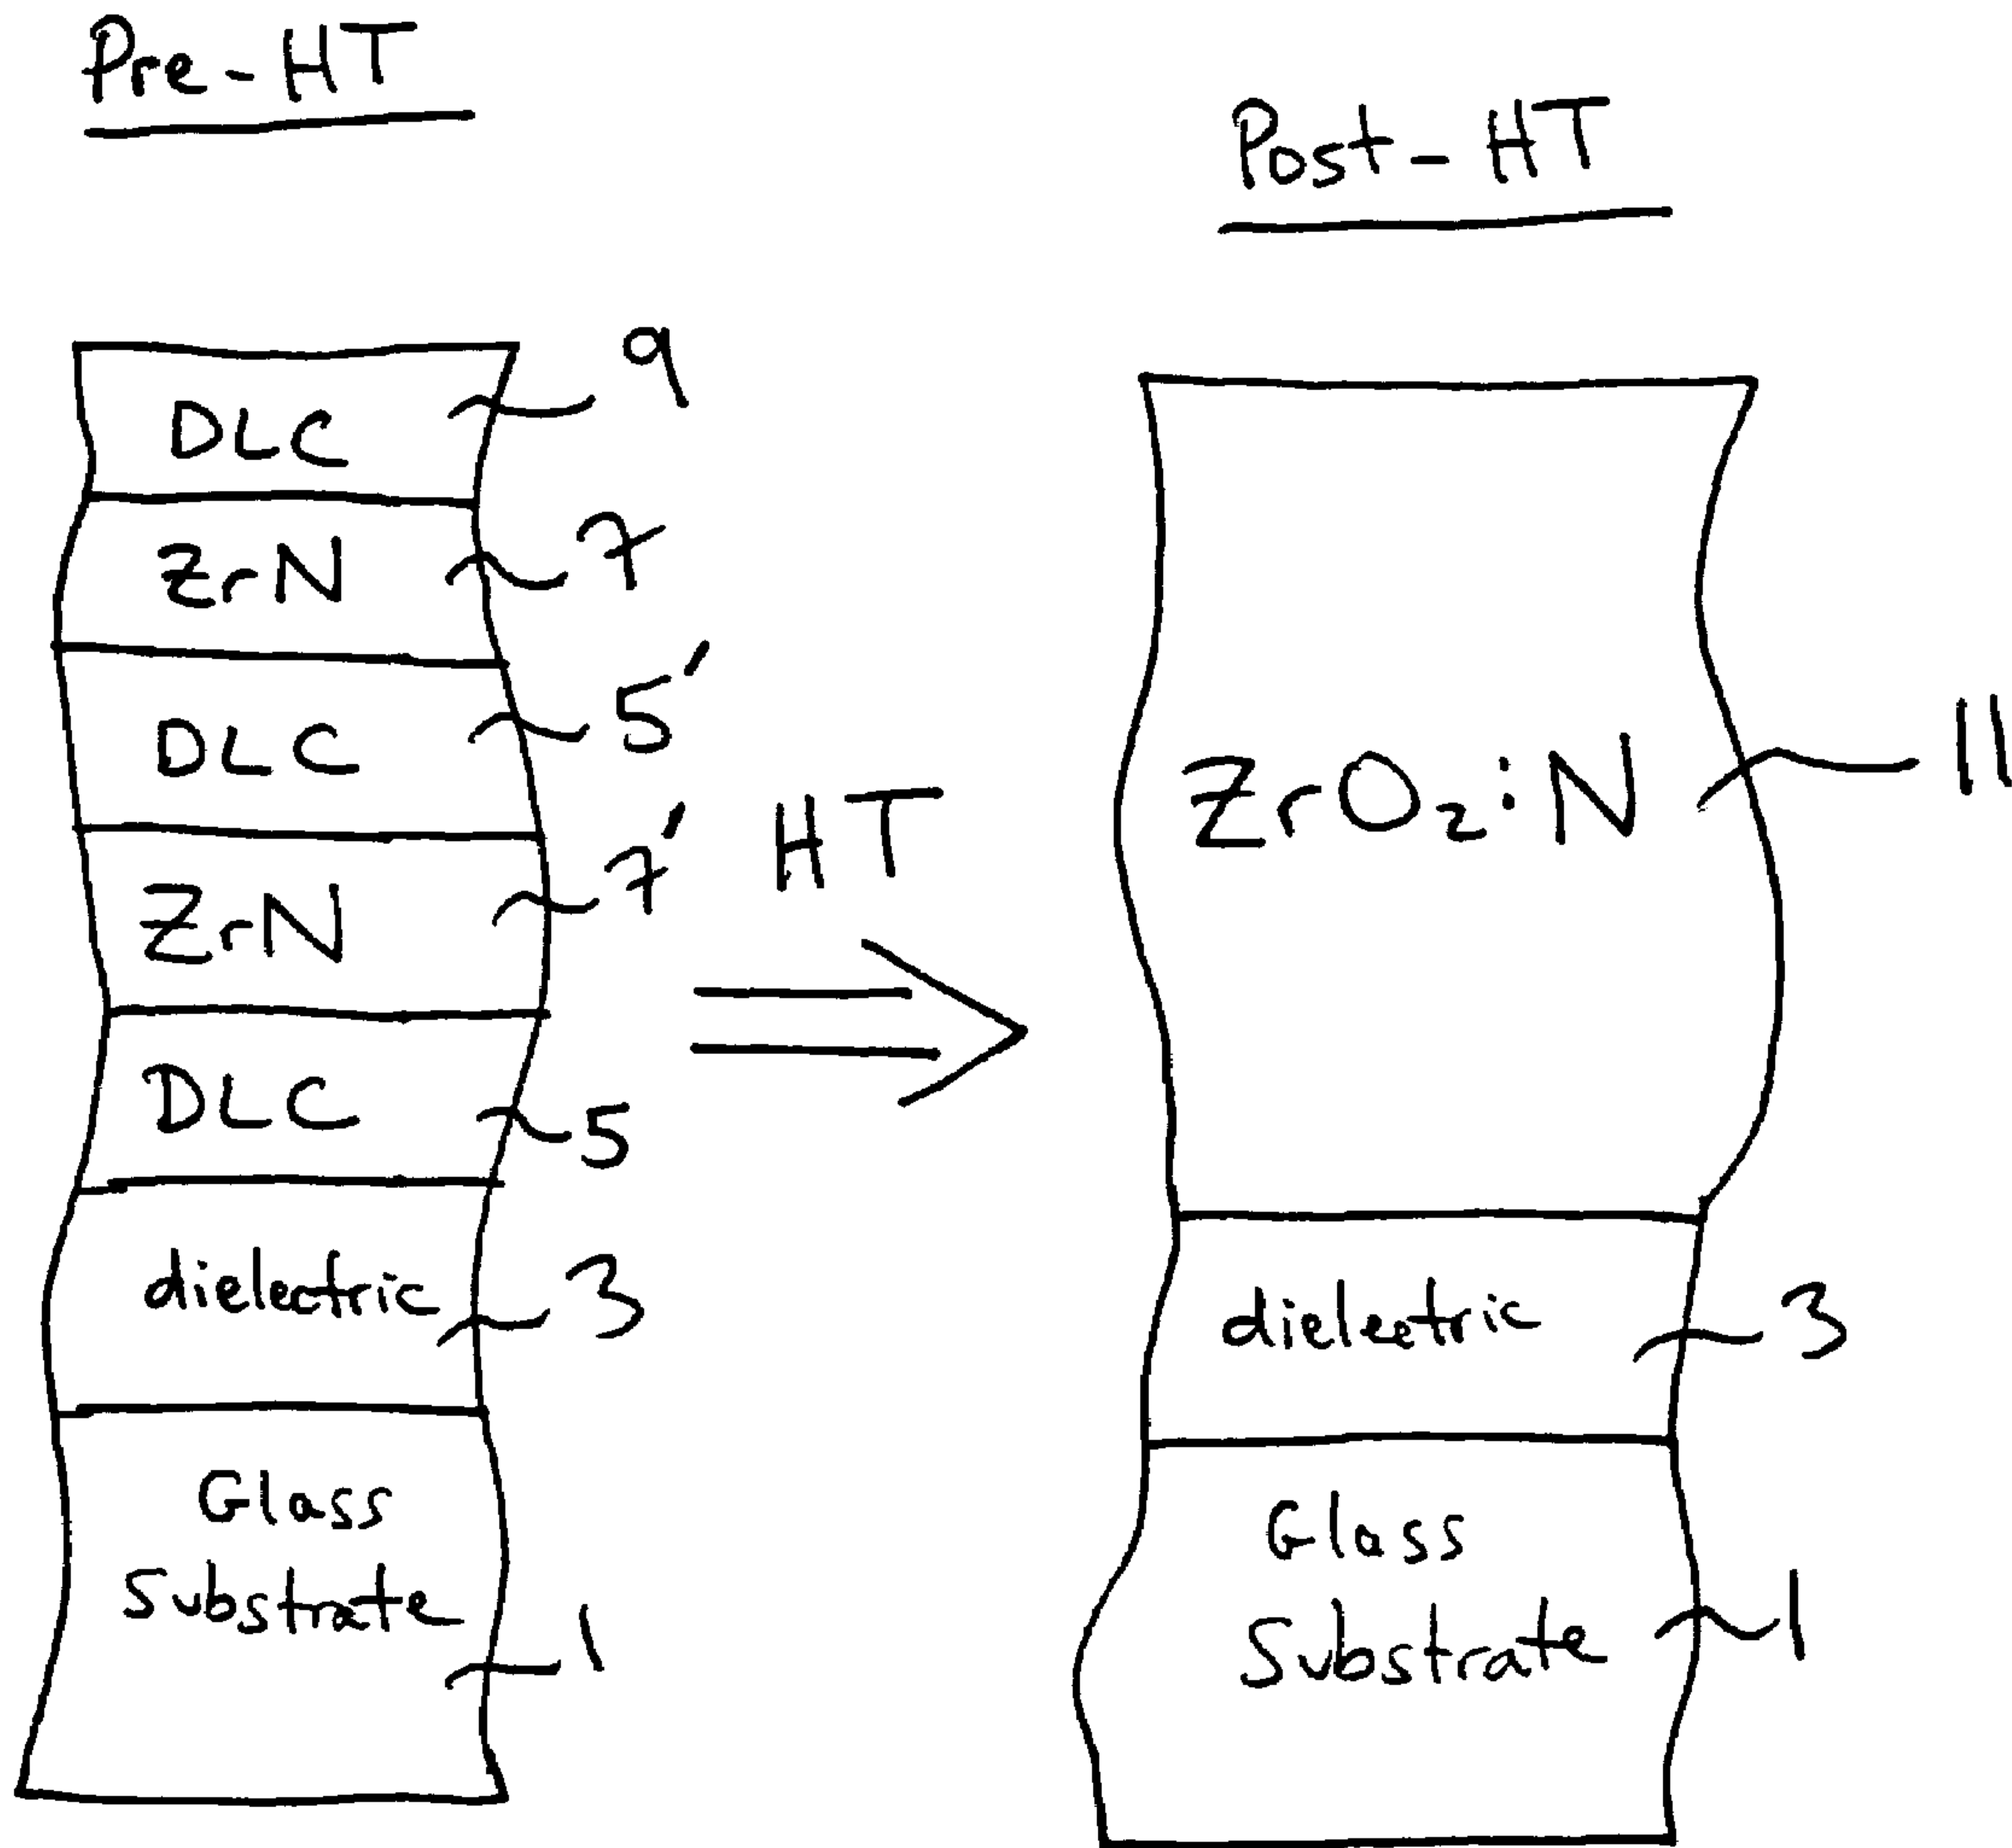 Pre-HT
Post-HT
DLC
9
ZrN
7
DLC
5'
ZrN
7'
DLC
5
dielectric
3
Glass
Substrate
1
HT
ZrO₂:N
11
dielectric
3
Glass
Substrate
1